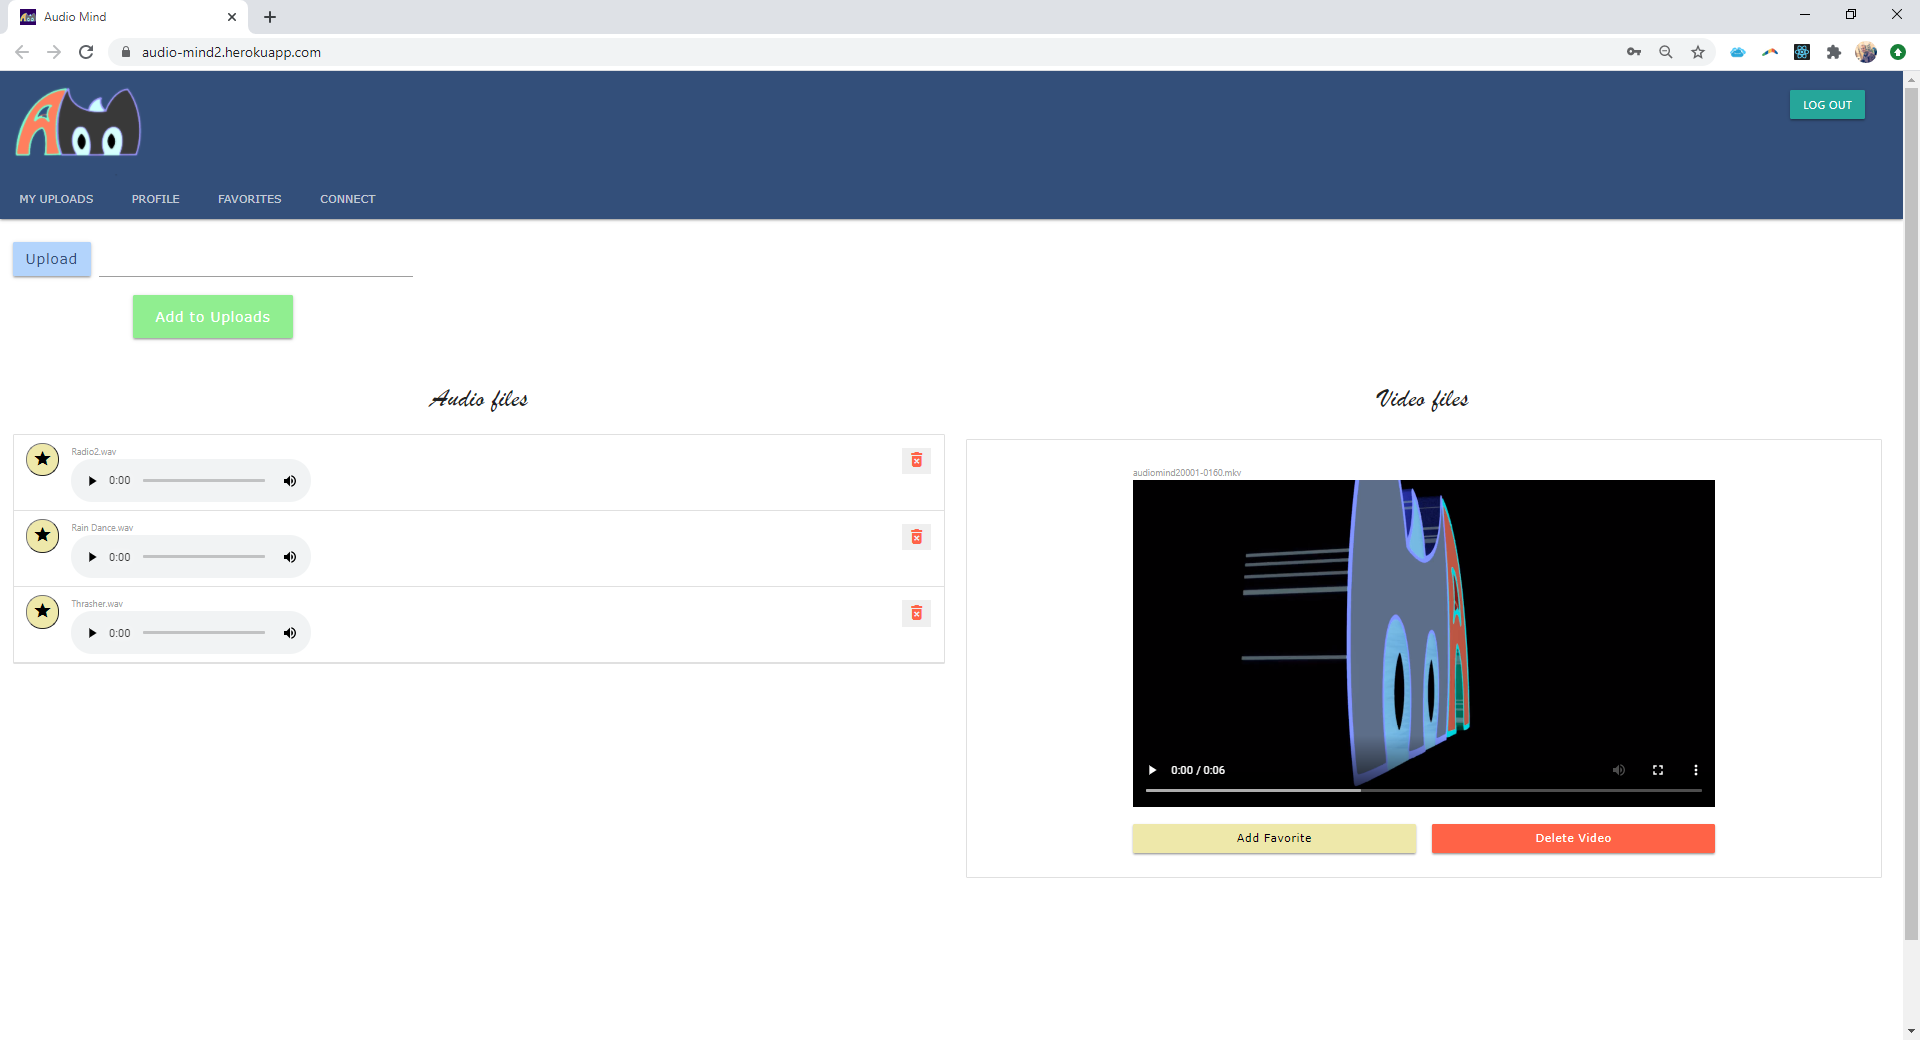 Audio Mind
audio-mind2.herokuapp.com
LOG OUT
MY UPLOADS PROFILE FAVORITES CONNECT
Upload
Add to Uploads
Audio files
Radio2.wav
0:00
Rain Dance.wav
0:00
Thrasher.wav
0:00
Video files
audiomind20001-0160.mkv
0:00 / 0:06
Add Favorite Delete Video